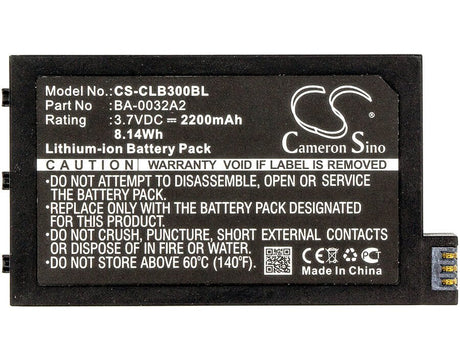 Model No.: CS-CLB300BL
Part No : BA-0032A2
Rating : 3.7VDC = 2200mAh
8.14Wh
Lithium-ion Battery Pack
CS
Cameron Sino
CAUTION VOID WARRANTY IF LABEL IS REMOVED
•DO NOT ATTEMPT TO DISASSEMBLE, OPEN OR SERVICE
THE BATTERY PACK.
•REPLACE ONLY WITH A BATTERY PACK DESIGNATED FOR
YOUR PRODUCT.
•DO NOT CRUSH, PUNCTURE, SHORT EXTERNAL CONTACTS
OR DISPOSE OF IN FIRE OR WATER.
•DO NOT STORE ABOVE 60℃ (140℉).
CE
Made In China